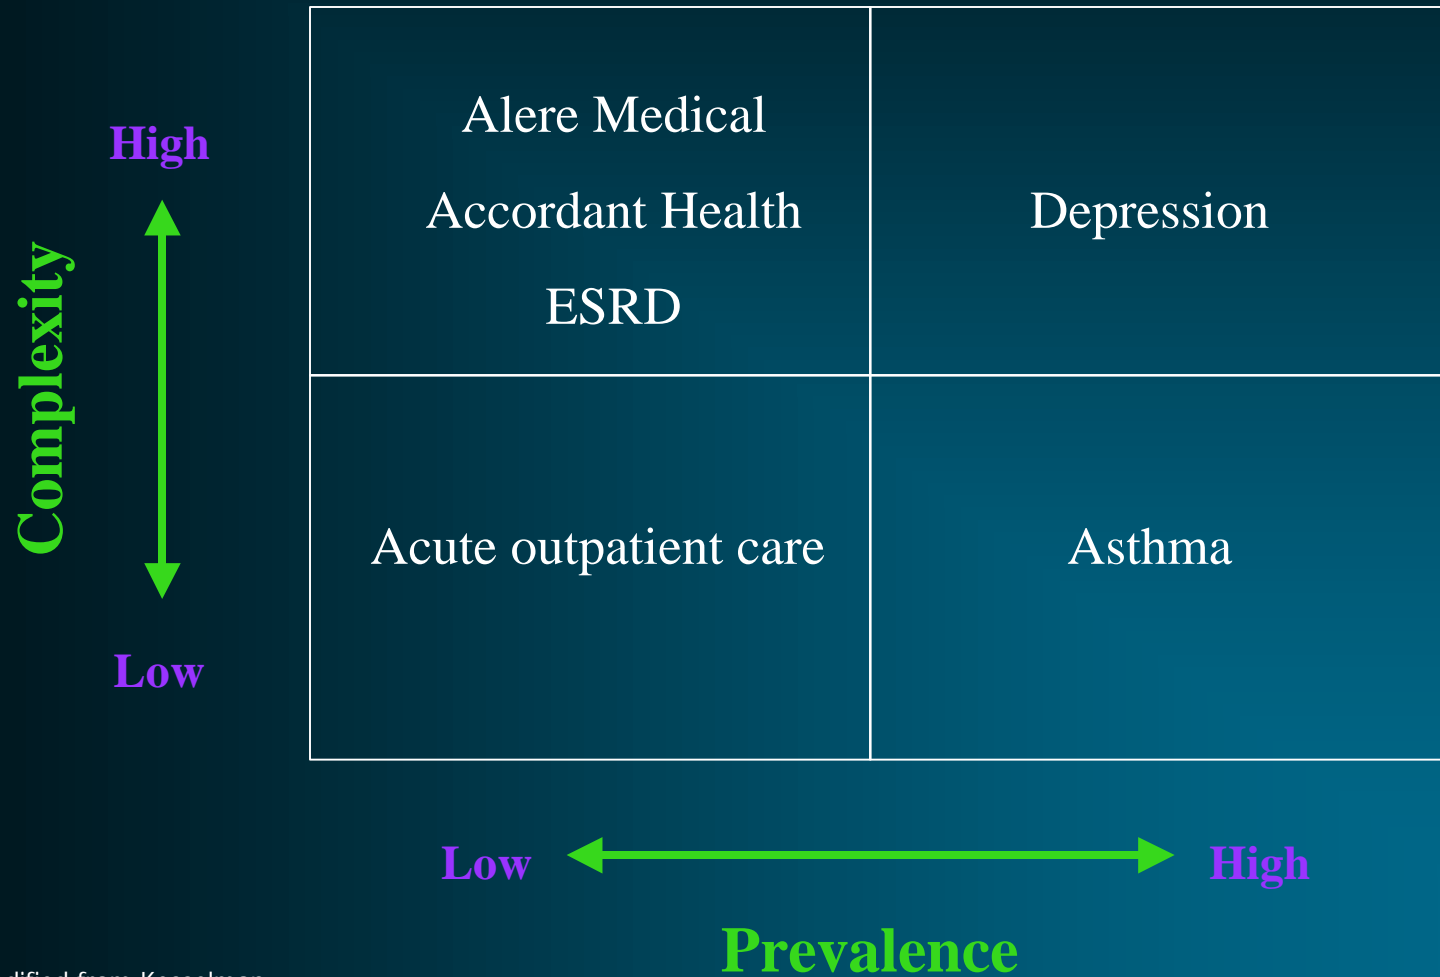 Alere Medical
High
Accordant Health
Depression
ESRD
Complexity
Acute outpatient care
Asthma
Low
Low
High
Prevalence